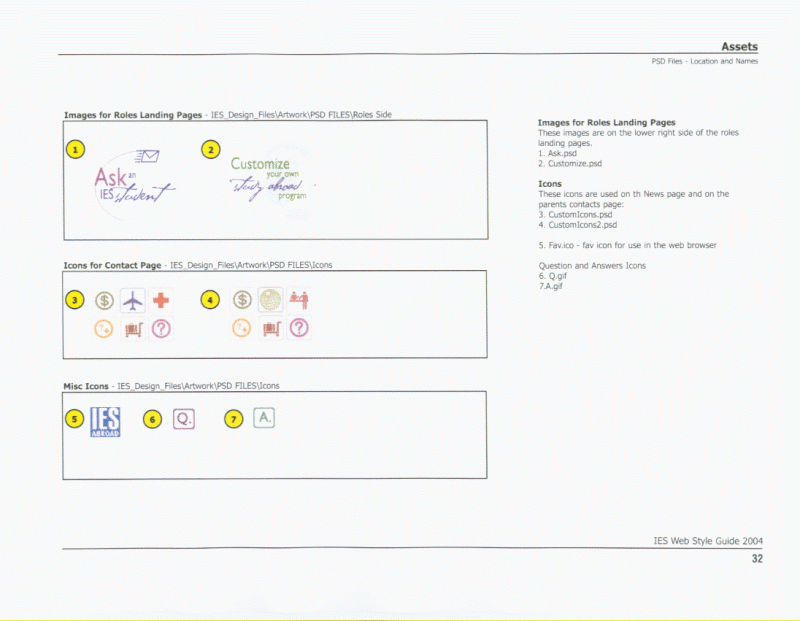 Assets
PSD Files - Location and Names
Images for Roles Landing Pages - IES_Design_Files\Artwork\PSD FILES\Roles Side
1
2
Ask an
IES student
Customize
your own
study abroad
program
Icons for Contact Page - IES_Design_Files\Artwork\PSD FILES\Icons
3
$
4
$
?
?
?
?
Misc Icons - IES_Design_Files\Artwork\PSD FILES\Icons
5
IES
ABROAD
6
Q.
7
A.
Images for Roles Landing Pages
These images are on the lower right side of the roles
landing pages.
1. Ask.psd
2. Customize.psd
Icons
These icons are used on th News page and on the
parents contacts page:
3. CustomIcons.psd
4. CustomIcons2.psd
5. Fav.ico - fav icon for use in the web browser
Question and Answers Icons
6. Q.gif
7.A.gif
IES Web Style Guide 2004
32